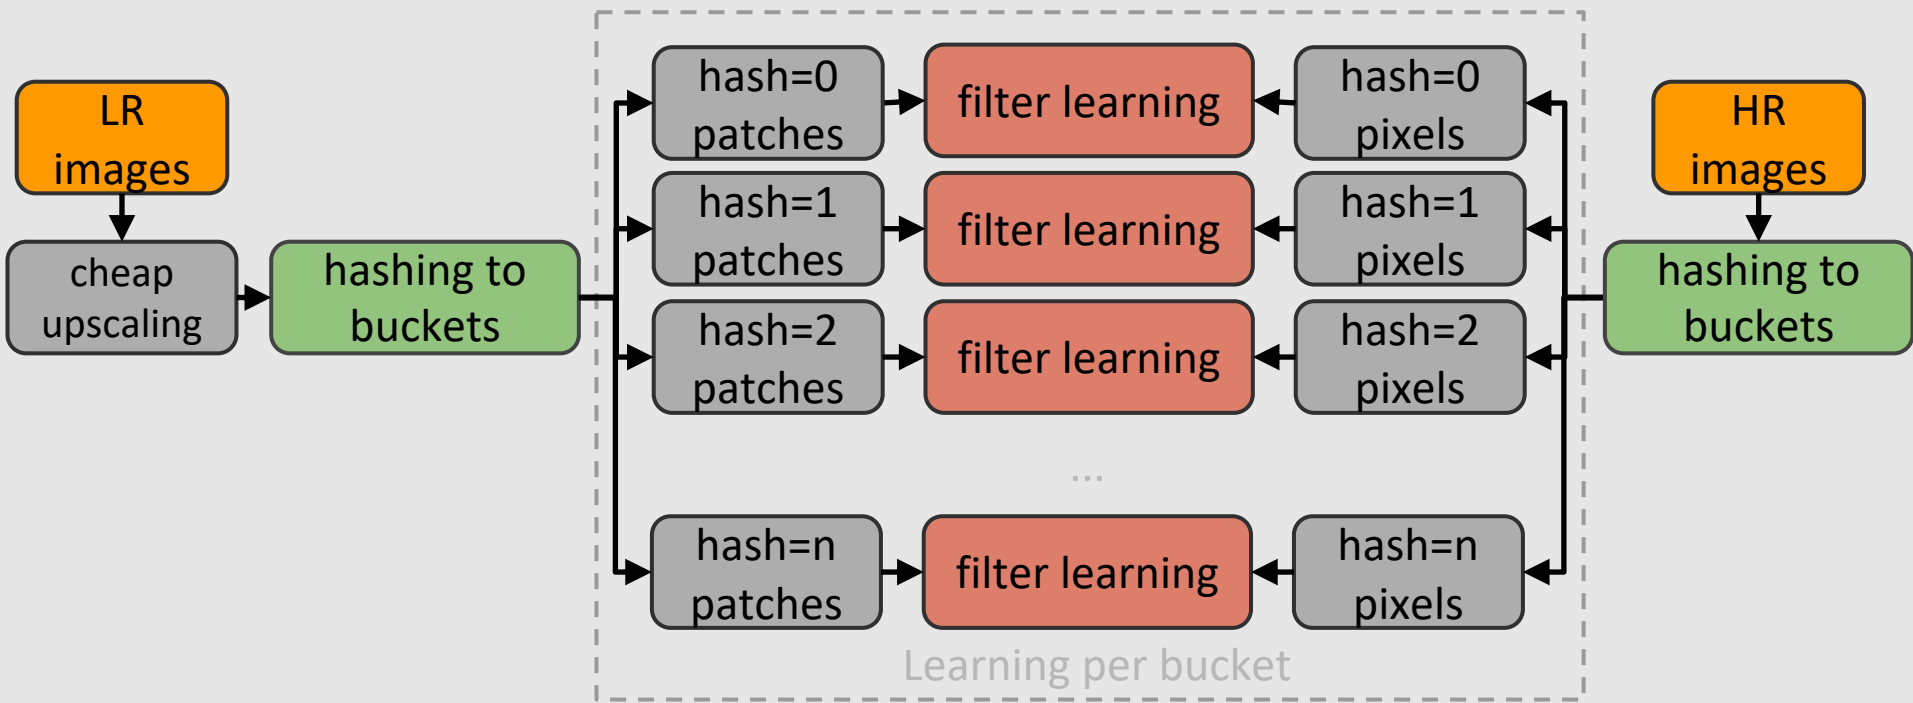 LR
images
cheap
upscaling
hashing to
buckets
hash=0
patches
filter learning
hash=0
pixels
hash=1
patches
filter learning
hash=1
pixels
hash=2
patches
filter learning
hash=2
pixels
...
hash=n
patches
filter learning
hash=n
pixels
Learning per bucket
HR
images
hashing to
buckets